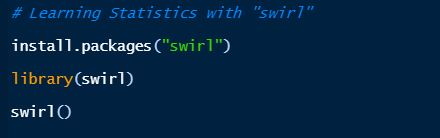 # Learning Statistics with "swirl"
install.packages("swirl")
library(swirl)
swirl()